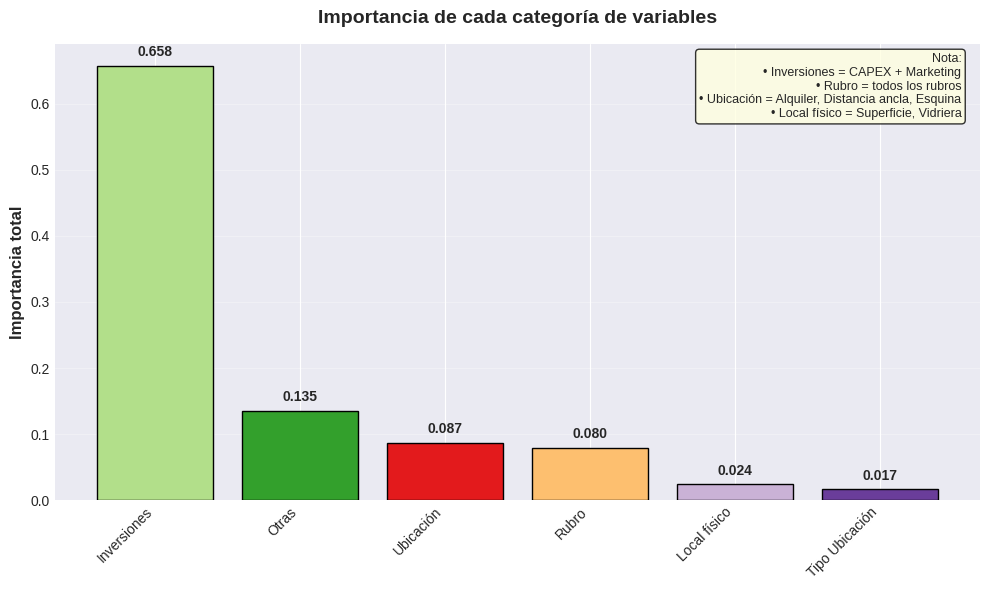 Importancia de cada categoría de variables
Importancia total
0.6
0.5
0.4
0.3
0.2
0.1
0.0
0.658
0.135
0.087
0.080
0.024
0.017
Nota:
• Inversiones = CAPEX + Marketing
• Rubro = todos los rubros
• Ubicación = Alquiler, Distancia ancla, Esquina
• Local físico = Superficie, Vidriera
Inversiones
Otras
Ubicación
Rubro
Local físico
Tipo Ubicación